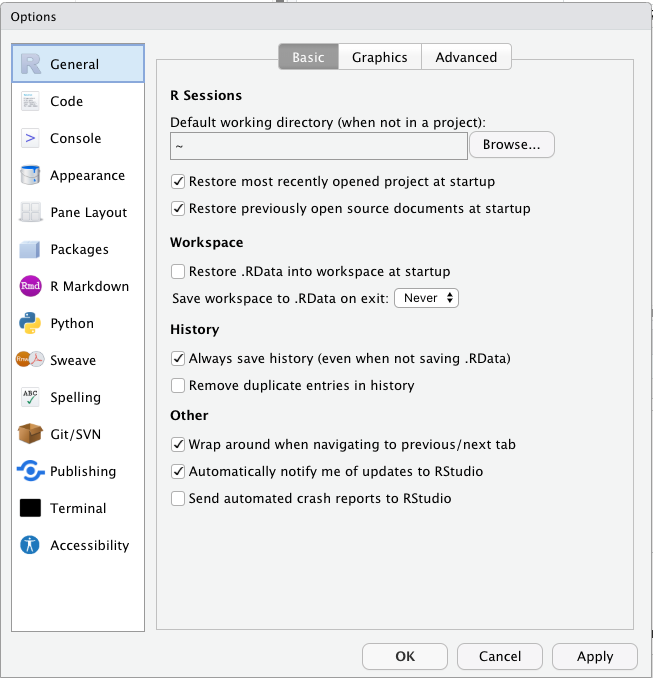 Options
General
Code
Console
Appearance
Pane Layout
Packages
Rmd R Markdown
Python
Sweave
ABC Spelling
Git/SVN
Publishing
Terminal
Accessibility
Basic Graphics Advanced
R Sessions
Default working directory (when not in a project):
~ Browse...
Restore most recently opened project at startup
Restore previously open source documents at startup
Workspace
Restore .RData into workspace at startup
Save workspace to .RData on exit: Never
History
Always save history (even when not saving .RData)
Remove duplicate entries in history
Other
Wrap around when navigating to previous/next tab
Automatically notify me of updates to RStudio
Send automated crash reports to RStudio
OK Cancel Apply